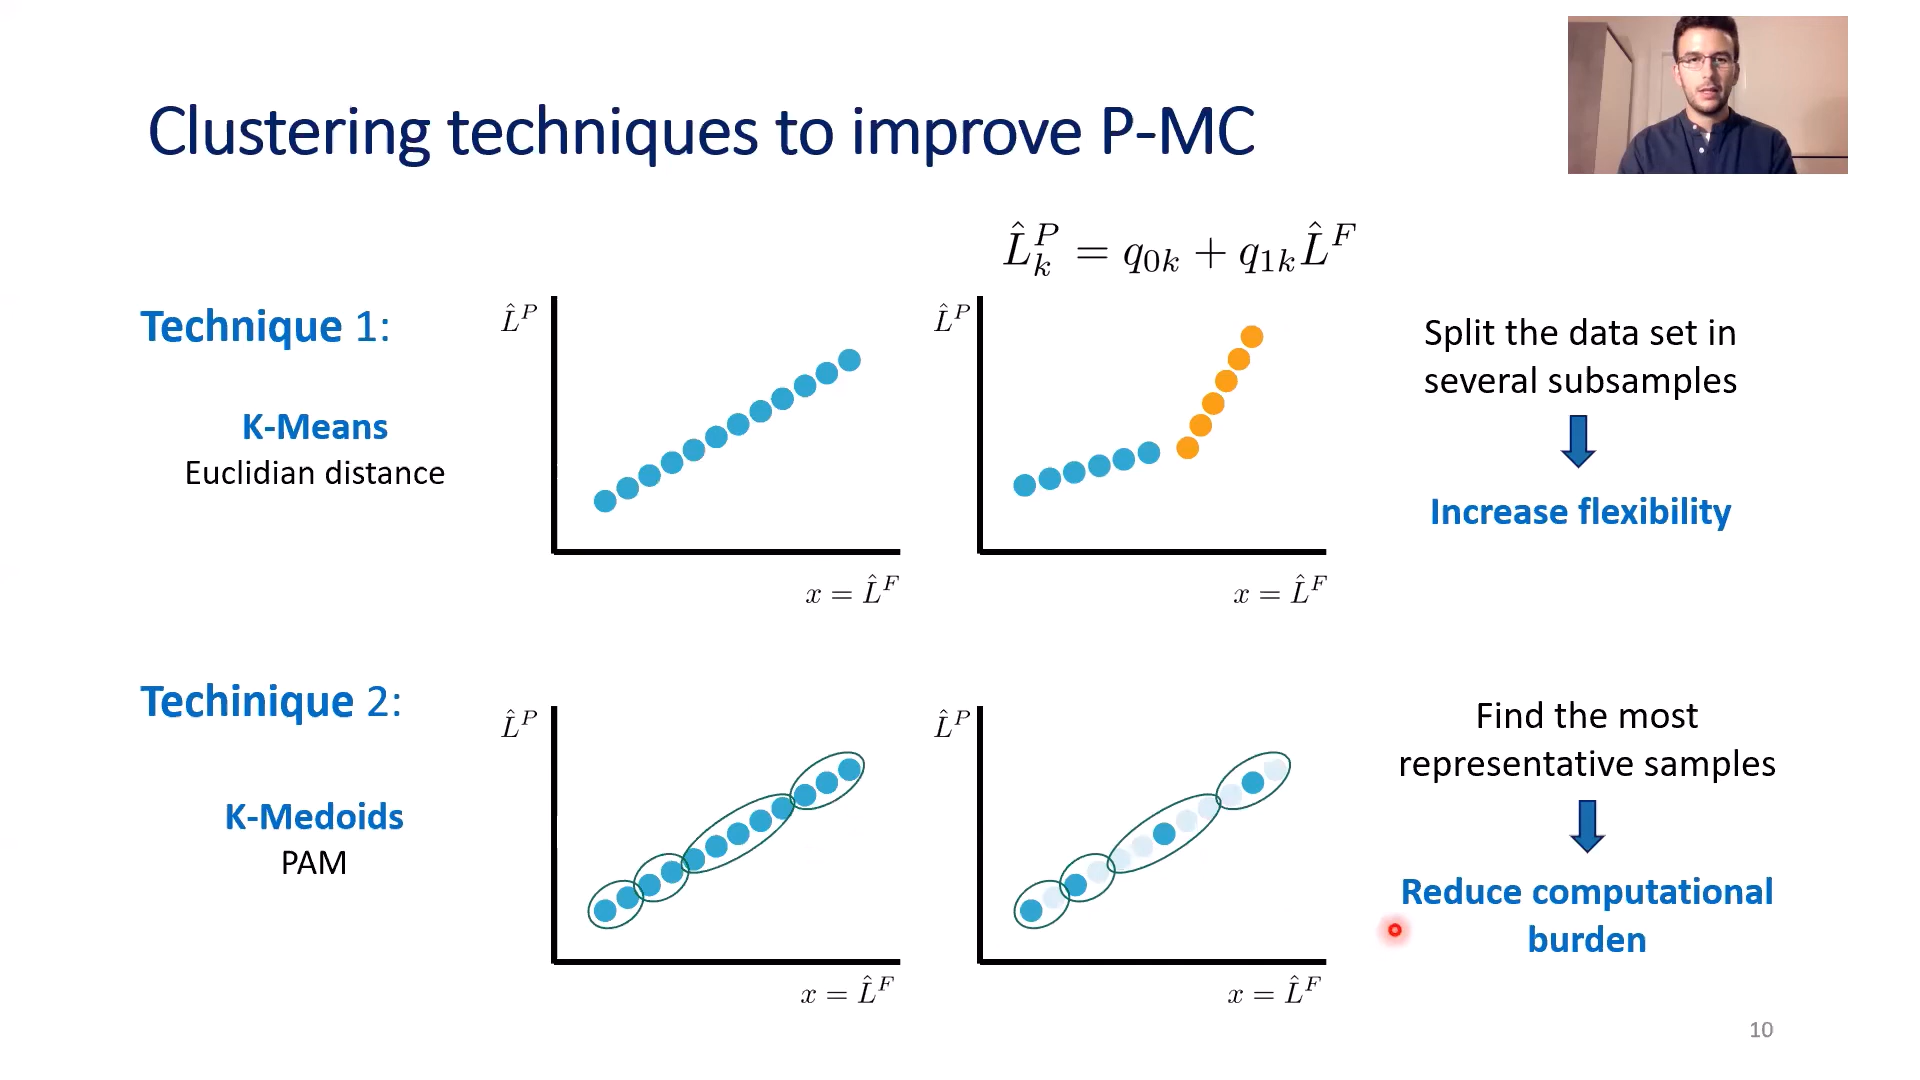 Clustering techniques to improve P-MC
$\hat{L}_k^P = q_{0k} + q_{1k}\hat{L}^F$
Technique 1:
K-Means
Euclidian distance
$\hat{L}^P$
$x = \hat{L}^F$
$\hat{L}^P$
$x = \hat{L}^F$
Split the data set in
several subsamples
Increase flexibility
Techinique 2:
K-Medoids
PAM
$\hat{L}^P$
$x = \hat{L}^F$
$\hat{L}^P$
$x = \hat{L}^F$
Find the most
representative samples
Reduce computational
burden
10